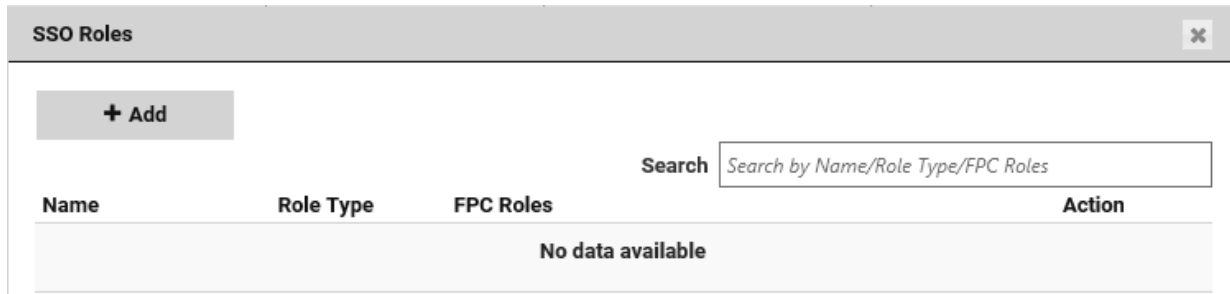 SSO Roles
+ Add
Search Search by Name/Role Type/FPC Roles
Name Role Type FPC Roles Action
No data available